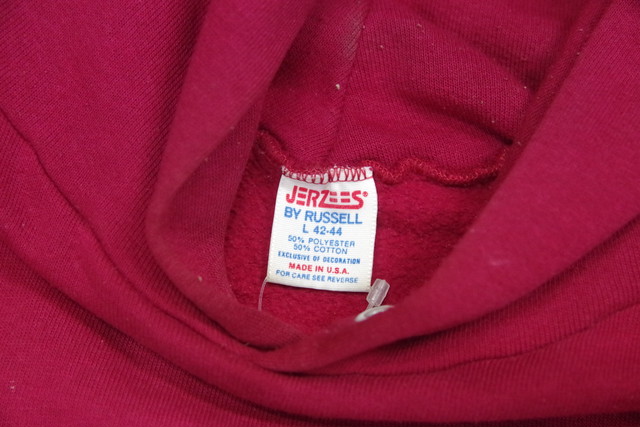 JERZEES®
BY RUSSELL
L 42-44
50% POLYESTER
50% COTTON
EXCLUSIVE OF DECORATION
MADE IN U.S.A.
FOR CARE SEE REVERSE